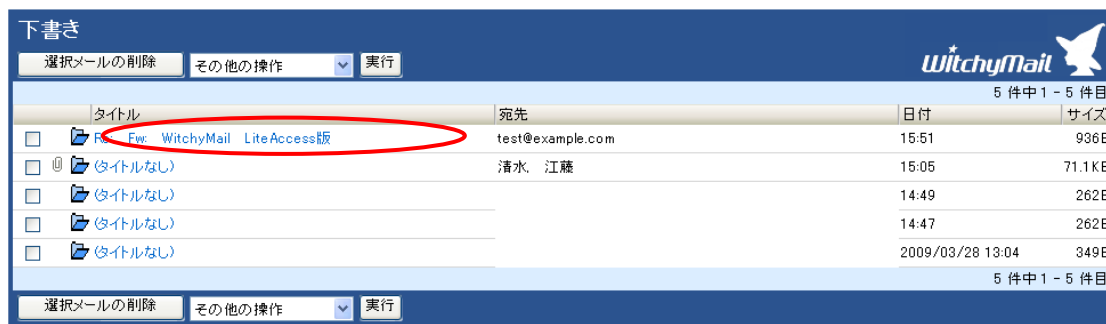 下書き
選択メールの削除 その他の操作 実行 WitchyMail
5 件中 1 - 5 件目
タイトル 宛先 日付 サイズ
Fw: WitchyMail LiteAccess版 test@example.com 15:51 936B
(タイトルなし) 清水, 江藤 15:05 71.1KB
(タイトルなし) 14:49 262B
(タイトルなし) 14:47 262B
(タイトルなし) 2009/03/28 13:04 349B
5 件中 1 - 5 件目
選択メールの削除 その他の操作 実行